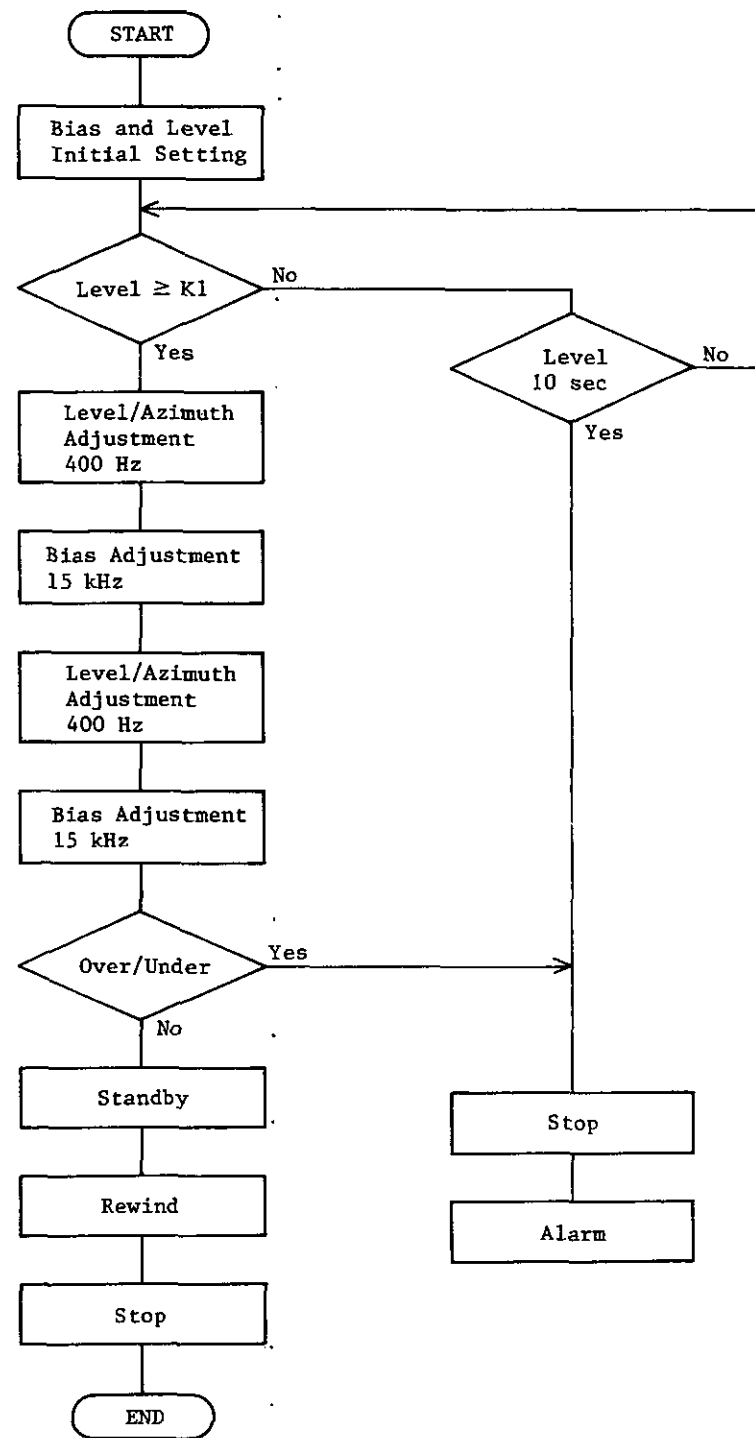 START
Bias and Level
Initial Setting
Level ≧ K1
No
Yes
Level
10 sec
No
Yes
Level/Azimuth
Adjustment
400 Hz
Bias Adjustment
15 kHz
Level/Azimuth
Adjustment
400 Hz
Bias Adjustment
15 kHz
Over/Under
Yes
No
Standby
Rewind
Stop
END
Stop
Alarm